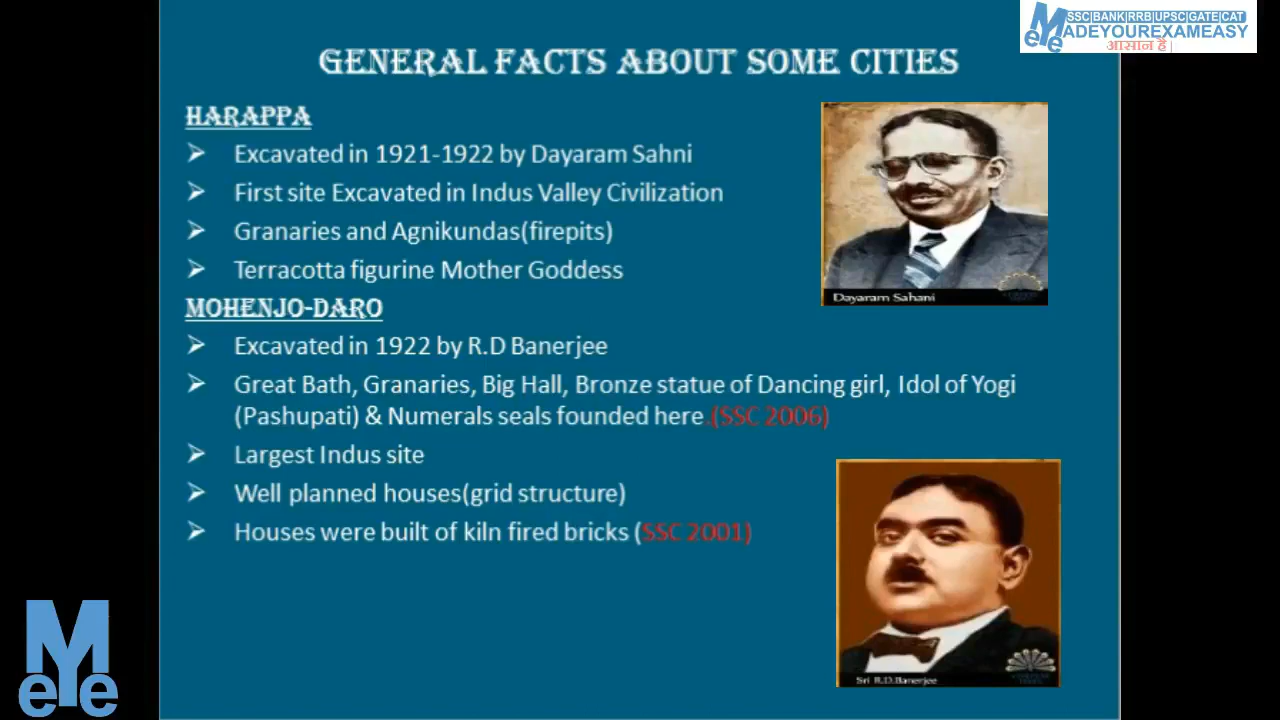 SSC|BANK|RRB|UPSC|GATE|CAT
MADEYOUREXAMEASY
eYe
आसान है|
GENERAL FACTS ABOUT SOME CITIES
HARAPPA
➢ Excavated in 1921-1922 by Dayaram Sahni
➢ First site Excavated in Indus Valley Civilization
➢ Granaries and Agnikundas(firepits)
➢ Terracotta figurine Mother Goddess
Dayaram Sahani
MOHENJO-DARO
➢ Excavated in 1922 by R.D Banerjee
➢ Great Bath, Granaries, Big Hall, Bronze statue of Dancing girl, Idol of Yogi
(Pashupati) & Numerals seals founded here.(SSC 2006)
➢ Largest Indus site
➢ Well planned houses(grid structure)
➢ Houses were built of kiln fired bricks (SSC 2001)
Sri R.D.Banerjee
M
eYe